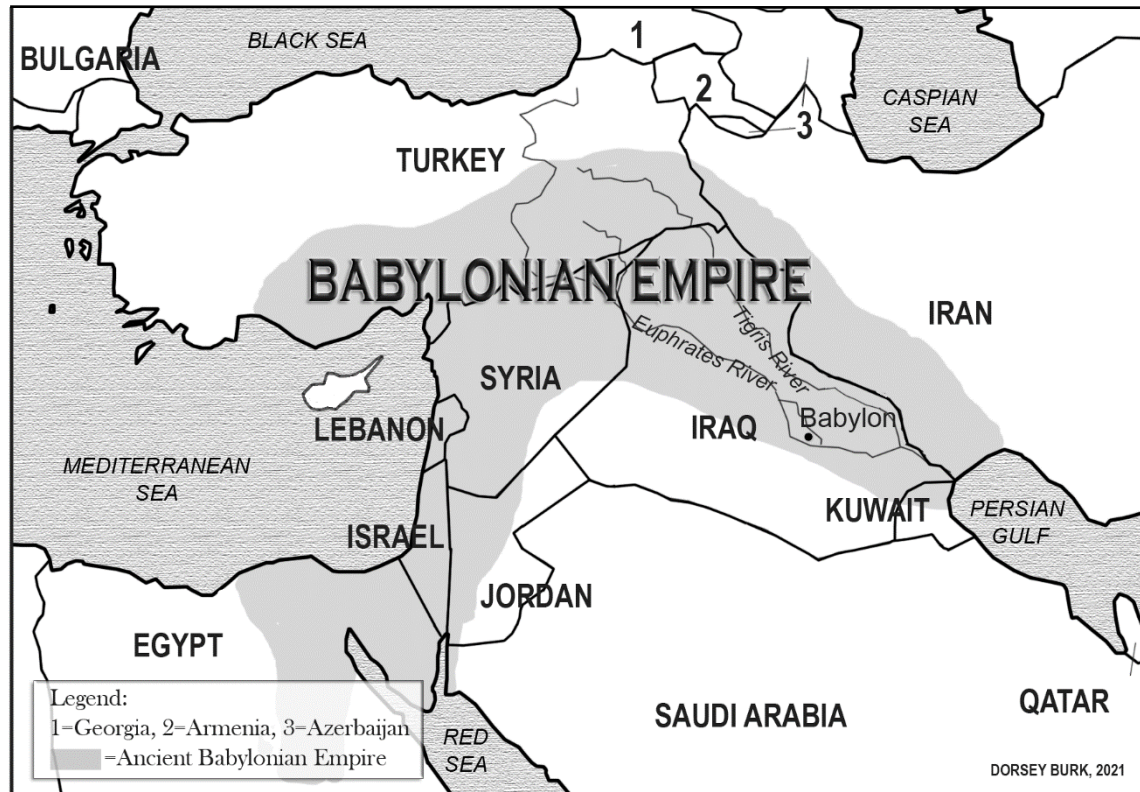 BLACK SEA
1
BULGARIA
2
CASPIAN
SEA
3
TURKEY
BABYLONIAN EMPIRE
IRAN
Tigris River
Euphrates River
SYRIA
Babylon
LEBANON
IRAQ
MEDITERRANEAN
SEA
KUWAIT
PERSIAN
GULF
ISRAEL
JORDAN
EGYPT
Legend:
1=Georgia, 2=Armenia, 3=Azerbaijan
=Ancient Babylonian Empire
SAUDI ARABIA
QATAR
RED
SEA
DORSEY BURK, 2021